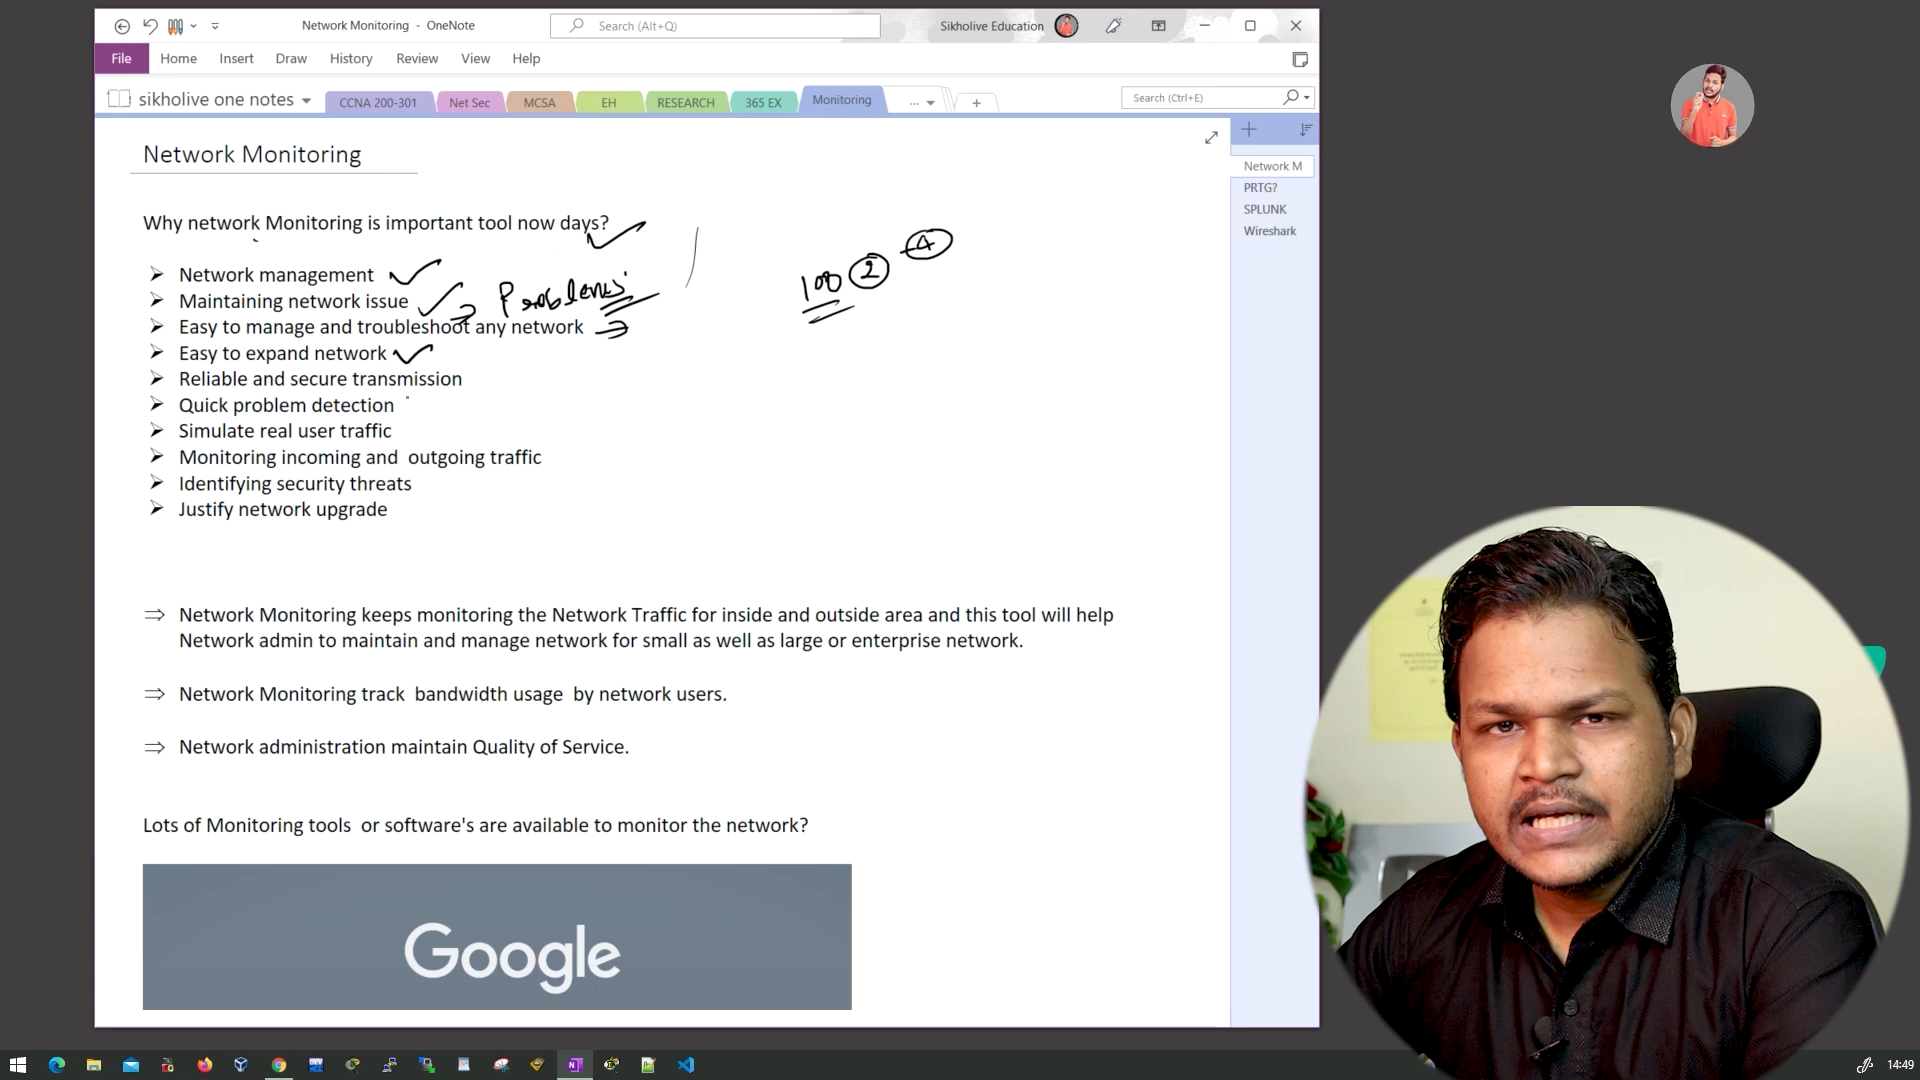 Network Monitoring - OneNote
Search (Alt+Q)
Sikholive Education
File Home Insert Draw History Review View Help
sikholive one notes
CCNA 200-301 Net Sec MCSA EH RESEARCH 365 EX Monitoring ...
Search (Ctrl+E)
Network Monitoring
Network M
PRTG?
SPLUNK
Wireshark
Why network Monitoring is important tool now days?
Network management
Maintaining network issue
Problems
100 2 4
Easy to manage and troubleshoot any network
Easy to expand network
Reliable and secure transmission
Quick problem detection
Simulate real user traffic
Monitoring incoming and outgoing traffic
Identifying security threats
Justify network upgrade
Network Monitoring keeps monitoring the Network Traffic for inside and outside area and this tool will help
Network admin to maintain and manage network for small as well as large or enterprise network.
Network Monitoring track bandwidth usage by network users.
Network administration maintain Quality of Service.
Lots of Monitoring tools or software's are available to monitor the network?
Google
14:49